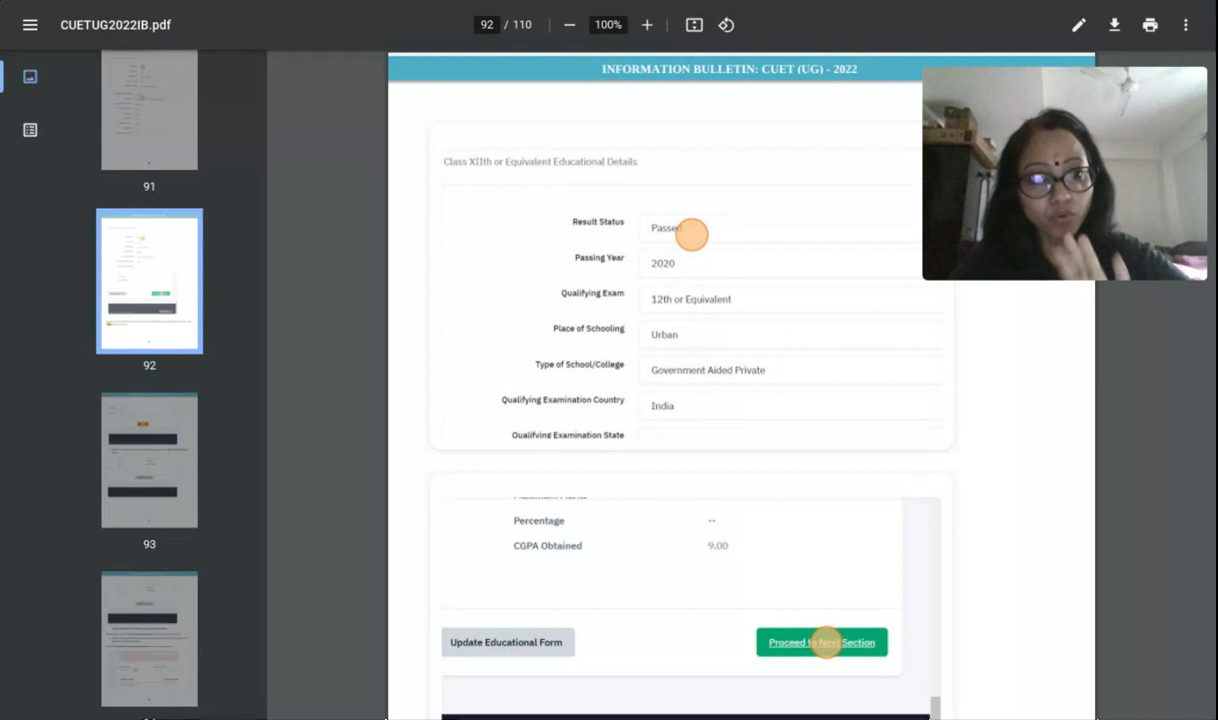 CUETUG2022IB.pdf
92 / 110
100%
91
92
93
INFORMATION BULLETIN: CUET (UG) - 2022
Class XIIth or Equivalent Educational Details
Result Status Passed
Passing Year 2020
Qualifying Exam 12th or Equivalent
Place of Schooling Urban
Type of School/College Government Aided Private
Qualifying Examination Country India
Qualifying Examination State
Percentage --
CGPA Obtained 9.00
Update Educational Form
Proceed to Next Section